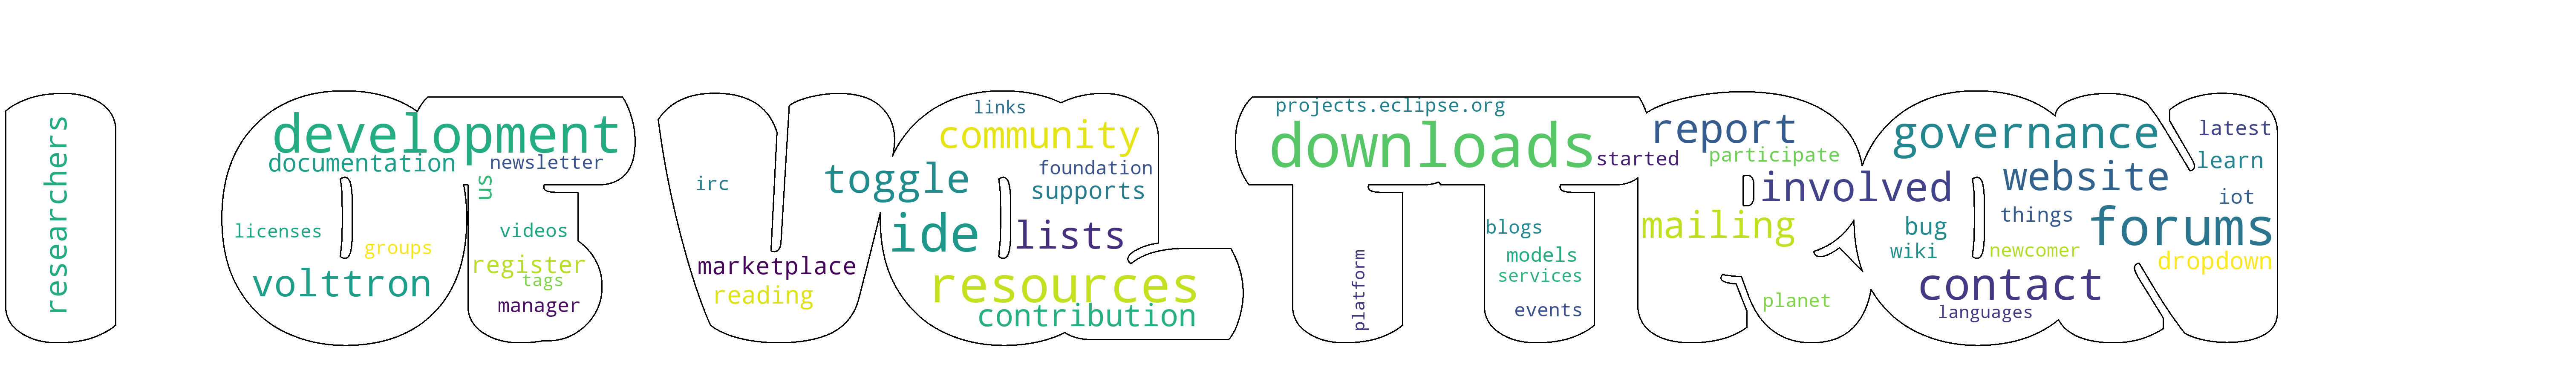 researchers
development
documentation
newsletter
us
licenses
groups
volttron
videos
register
tags
manager
irc
marketplace
reading
links
community
foundation
toggle
supports
ide
lists
resources
contribution
projects.eclipse.org
downloads
started
report
participate
involved
mailing
platform
blogs
models
services
events
planet
governance
website
latest
learn
iot
things
forums
bug
wiki
newcomer
dropdown
contact
languages